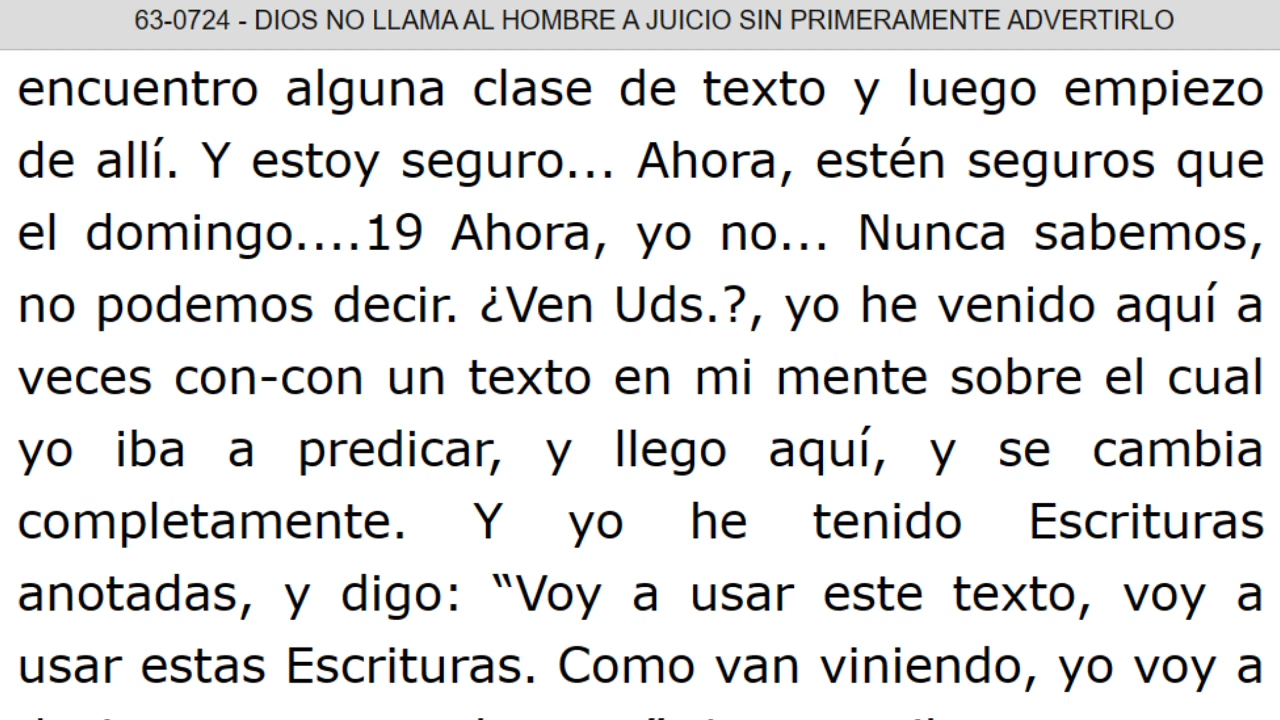 63-0724 - DIOS NO LLAMA AL HOMBRE A JUICIO SIN PRIMERAMENTE ADVERTIRLO
encuentro alguna clase de texto y luego empiezo
de allí. Y estoy seguro... Ahora, estén seguros que
el domingo....19 Ahora, yo no... Nunca sabemos,
no podemos decir. ¿Ven Uds.?, yo he venido aquí a
veces con-con un texto en mi mente sobre el cual
yo iba a predicar, y llego aquí, y se cambia
completamente. Y yo he tenido Escrituras
anotadas, y digo: “Voy a usar este texto, voy a
usar estas Escrituras. Como van viniendo, yo voy a